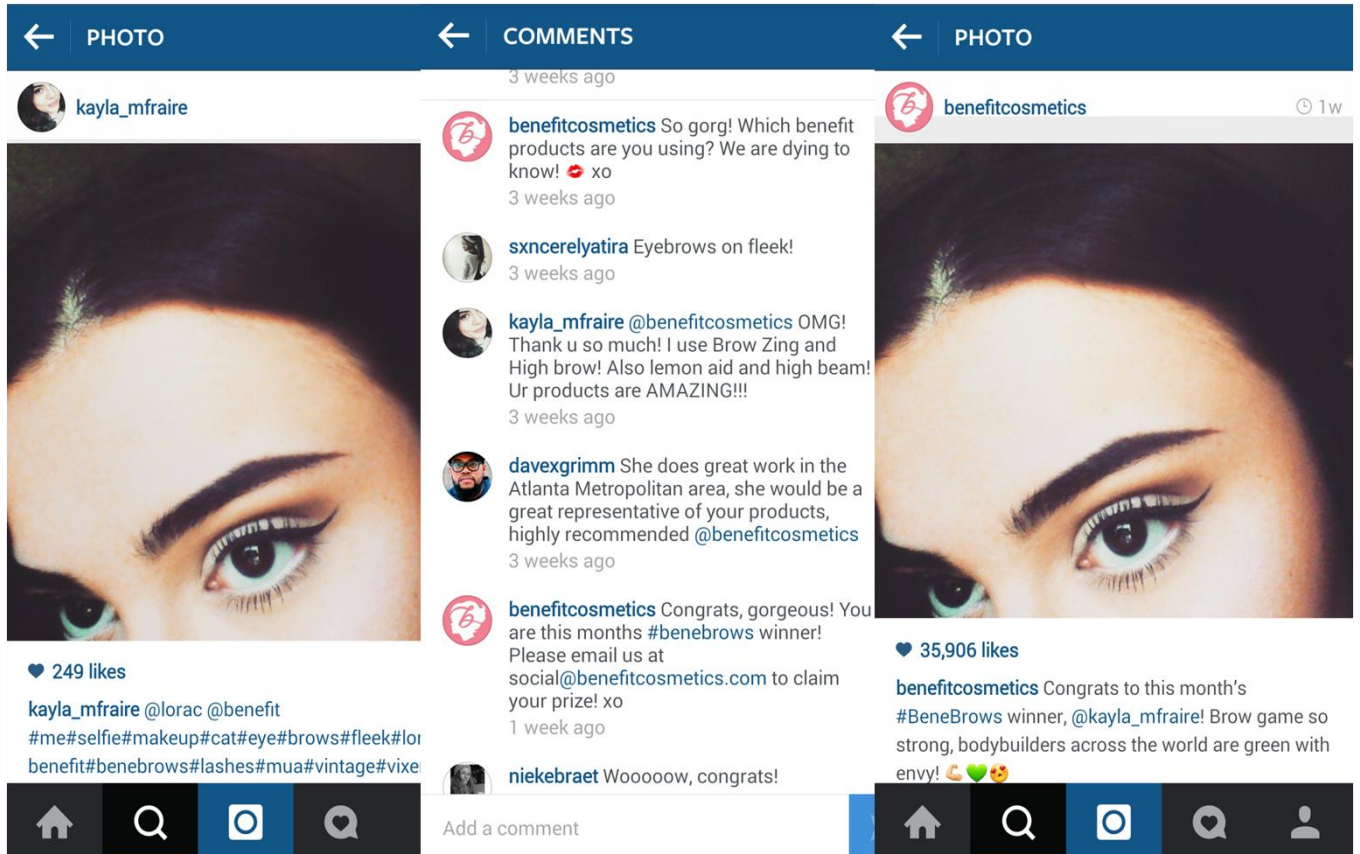 PHOTO
kayla_mfraire
249 likes
kayla_mfraire @lorac @benefit
#me#selfie#makeup#cat#eye#brows#fleek#lor
benefit#benebrows#lashes#mua#vintage#vixe
COMMENTS
3 weeks ago
benefitcosmetics So gorg! Which benefit
products are you using? We are dying to
know! 💋 xo
3 weeks ago
sxncerelyatira Eyebrows on fleek!
3 weeks ago
kayla_mfraire @benefitcosmetics OMG!
Thank u so much! I use Brow Zing and
High brow! Also lemon aid and high beam!
Ur products are AMAZING!!!
3 weeks ago
davexgrimm She does great work in the
Atlanta Metropolitan area, she would be a
great representative of your products,
highly recommended @benefitcosmetics
3 weeks ago
benefitcosmetics Congrats, gorgeous! You
are this months #benebrows winner!
Please email us at
social@benefitcosmetics.com to claim
your prize! xo
1 week ago
niekebraet Wooooow, congrats!
Add a comment
PHOTO
benefitcosmetics 1w
35,906 likes
benefitcosmetics Congrats to this month's
#BeneBrows winner, @kayla_mfraire! Brow game so
strong, bodybuilders across the world are green with
envy! 💪💚😍